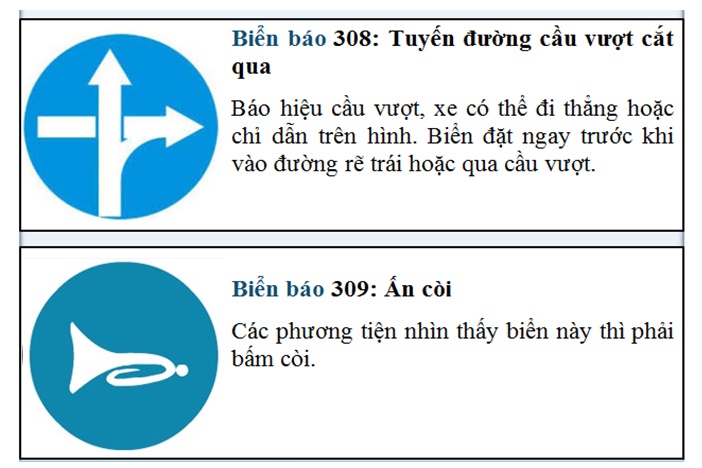 Biển báo 308: Tuyến đường cầu vượt cắt
qua
Báo hiệu cầu vượt, xe có thể đi thẳng hoặc
chỉ dẫn trên hình. Biển đặt ngay trước khi
vào đường rẽ trái hoặc qua cầu vượt.
Biển báo 309: Ấn còi
Các phương tiện nhìn thấy biển này thì phải
bấm còi.